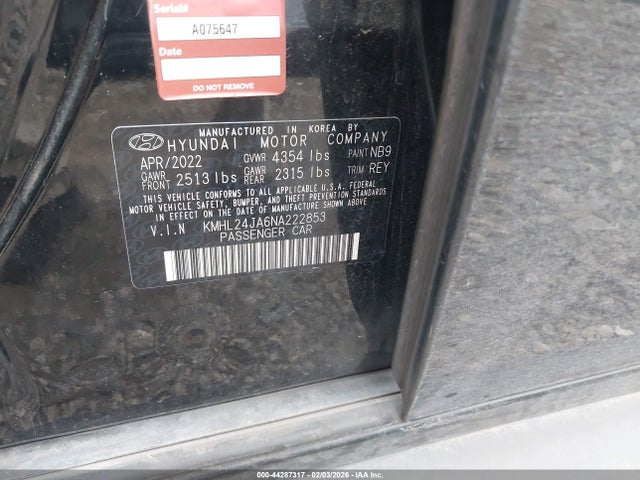 Serial#
A075647
Date
MANUFACTURED IN KOREA BY
HYUNDAI MOTOR COMPANY
APR/2022 GVWR 4354 lbs PAINT NB9
GAWR FRONT 2513 lbs GAWR REAR 2315 lbs TRIM REY
THIS VEHICLE CONFORMS TO ALL APPLICABLE U.S.A. FEDERAL
MOTOR VEHICLE SAFETY, BUMPER, AND THEFT PREVENTION STANDARDS
IN EFFECT ON THE DATE OF MANUFACTURE SHOWN ABOVE.
V.I.N KMHL24JA6NA222853
PASSENGER CAR
000-44287317 - 02/03/2026 - IAA Inc.